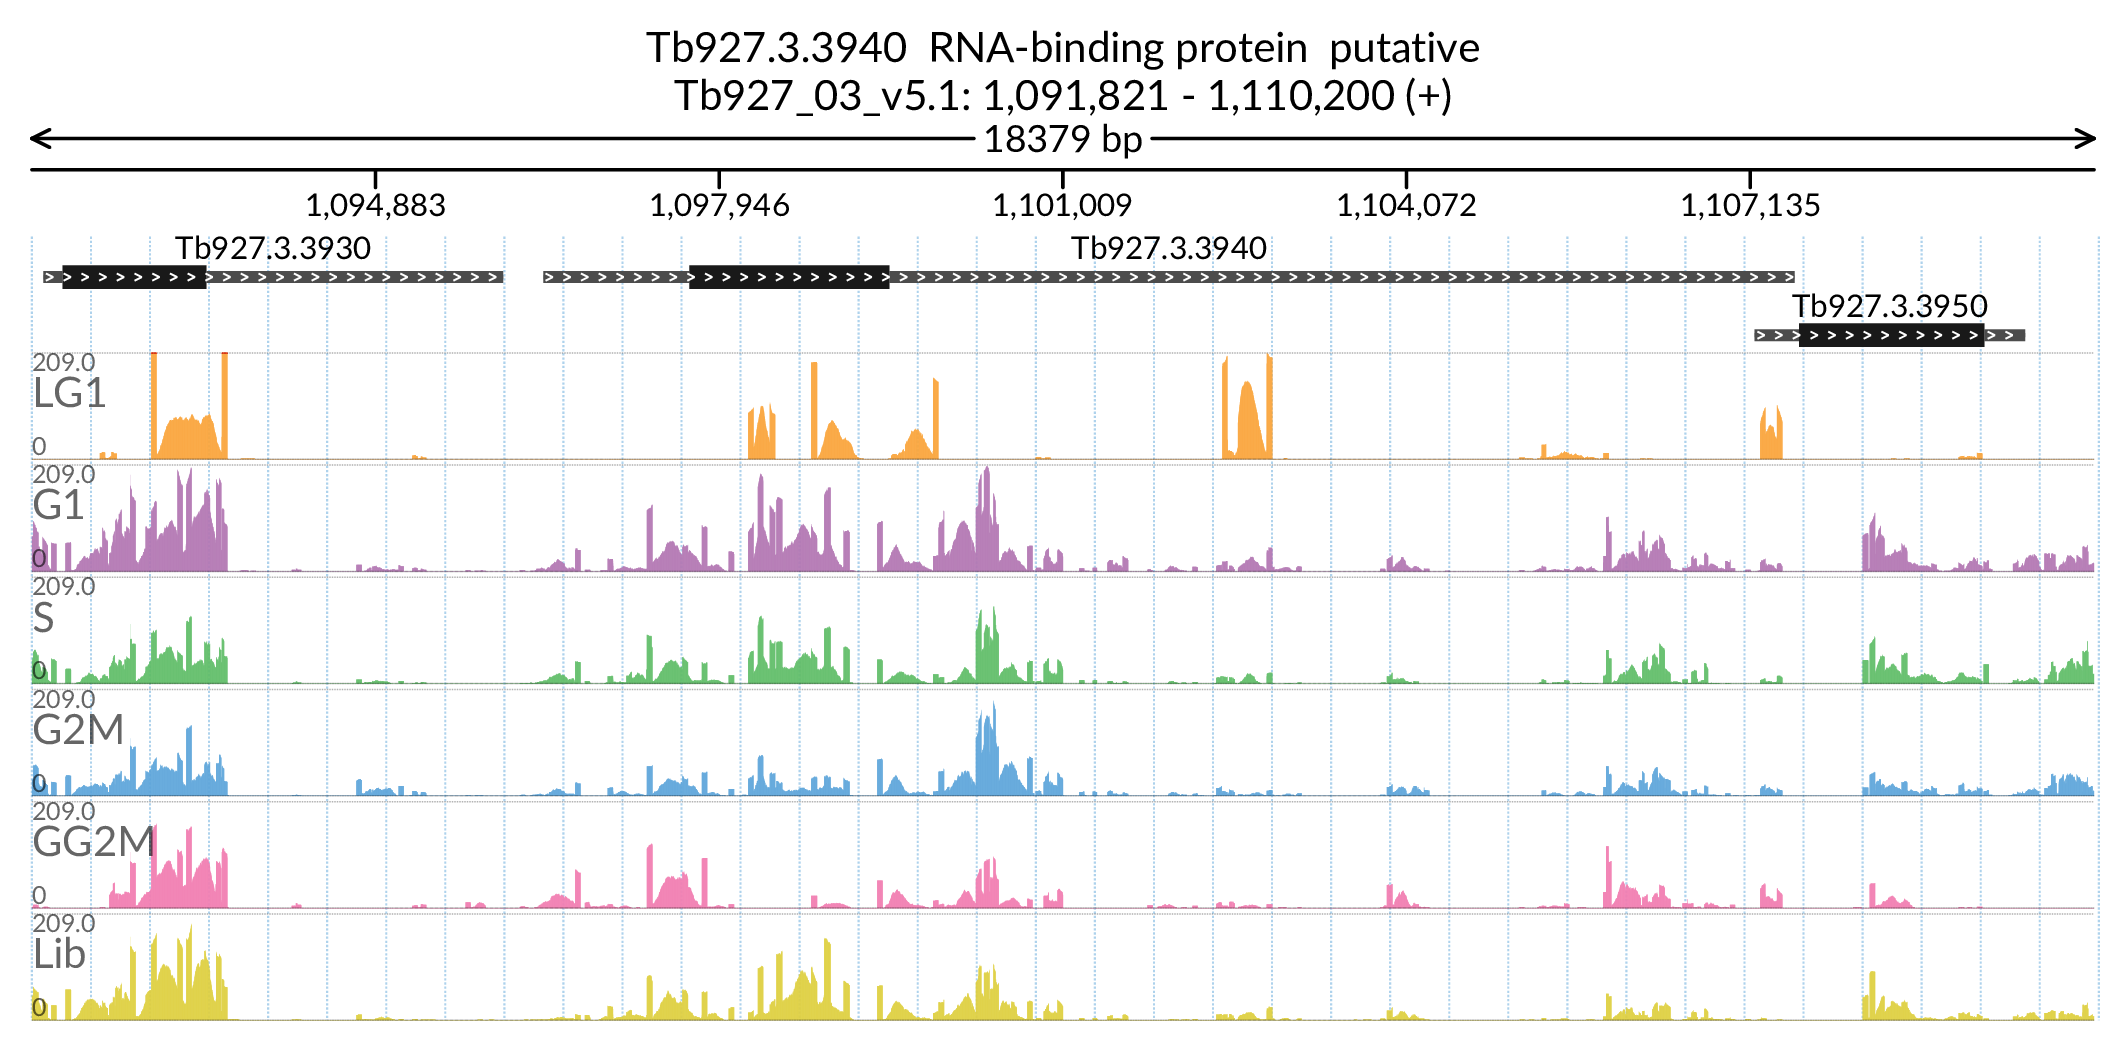 Tb927.3.3940 RNA-binding protein putative
Tb927_03_v5.1: 1,091,821 - 1,110,200 (+)
18379 bp
1,094,883 1,097,946 1,101,009 1,104,072 1,107,135
Tb927.3.3930 Tb927.3.3940
Tb927.3.3950
209.0
LG1
0
209.0
G1
0
209.0
S
0
209.0
G2M
0
209.0
GG2M
0
209.0
Lib
0